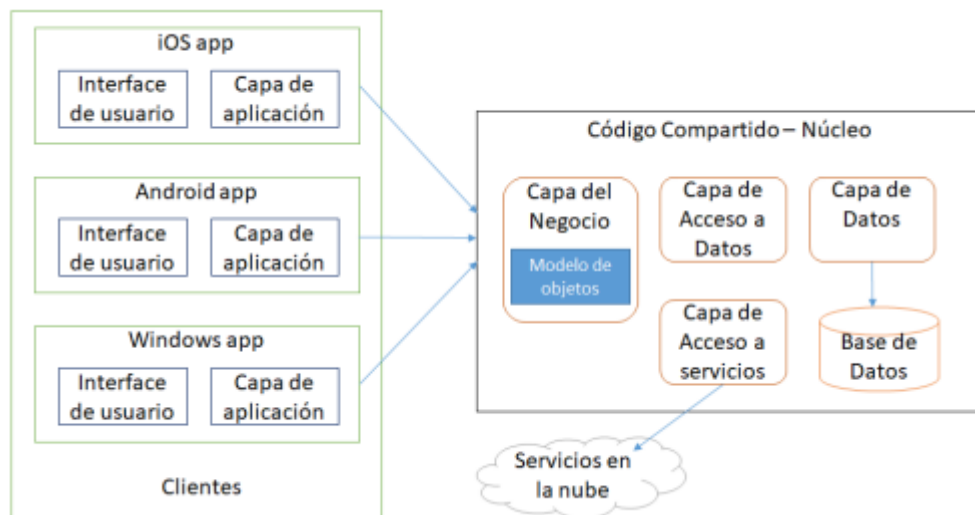 iOS app
Interface
de usuario
Capa de
aplicación
Android app
Interface
de usuario
Capa de
aplicación
Windows app
Interface
de usuario
Capa de
aplicación
Clientes
Código Compartido – Núcleo
Capa del
Negocio
Modelo de
objetos
Capa de
Acceso a
Datos
Capa de
Datos
Capa de
Acceso a
servicios
Base de
Datos
Servicios en
la nube